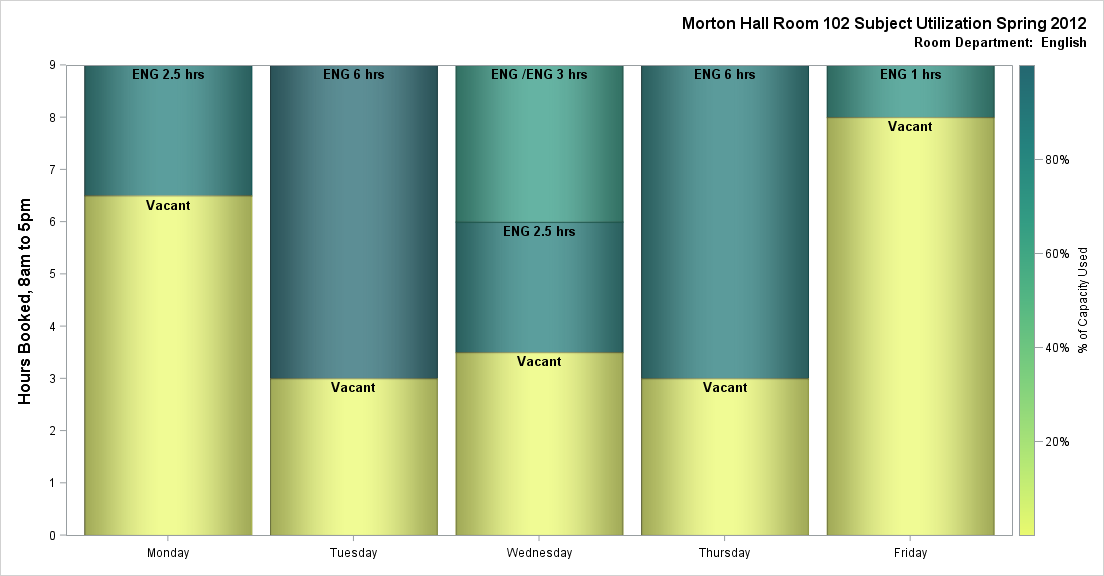 Morton Hall Room 102 Subject Utilization Spring 2012
Room Department: English
Hours Booked, 8am to 5pm
9
8
7
6
5
4
3
2
1
0
ENG 2.5 hrs
Vacant
ENG 6 hrs
Vacant
ENG /ENG 3 hrs
ENG 2.5 hrs
Vacant
ENG 6 hrs
Vacant
ENG 1 hrs
Vacant
Monday
Tuesday
Wednesday
Thursday
Friday
80%
60%
40%
20%
% of Capacity Used